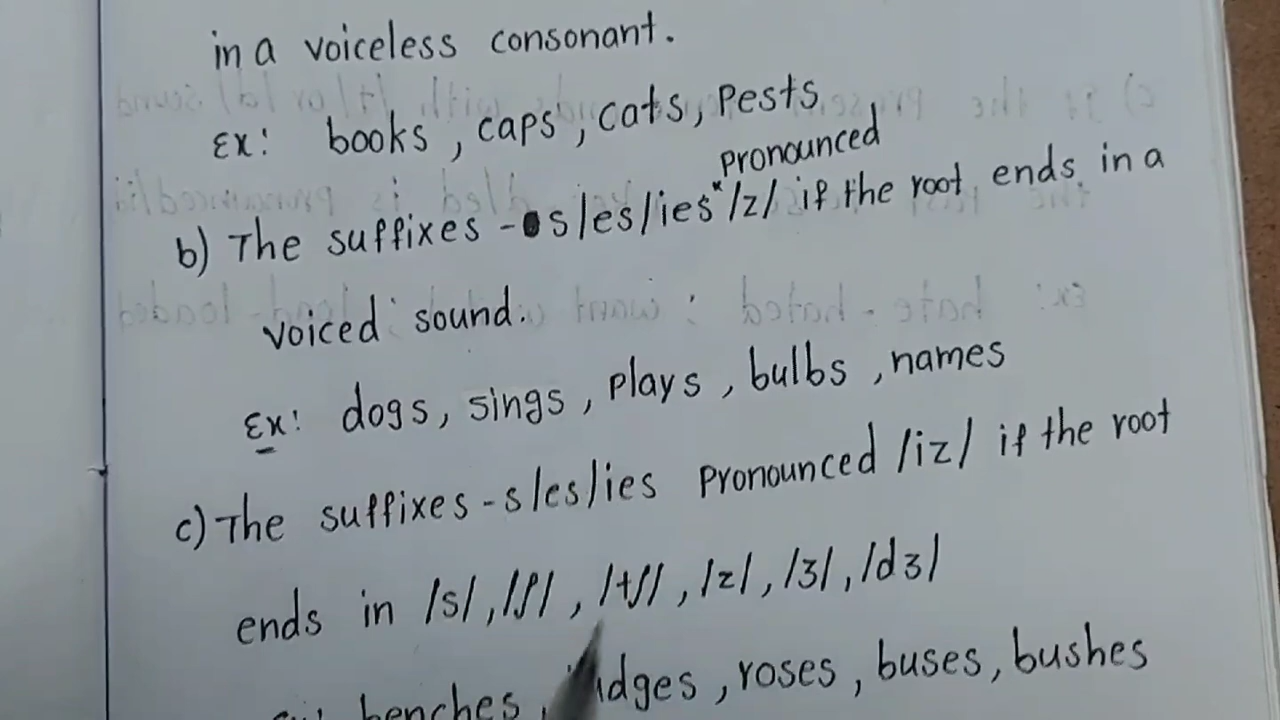 in a voiceless consonant.
Ex: books, caps, cats, pests
pronounced
b) The suffixes - s/es/ies /z/ if the root ends in a
voiced sound.
Ex: dogs, sings, plays, bulbs, names
c) The suffixes - s/es/ies pronounced /iz/ if the root
ends in /s/, /ʃ/, /tʃ/, /z/, /ʒ/, /dʒ/
benches, roses, buses, bushes